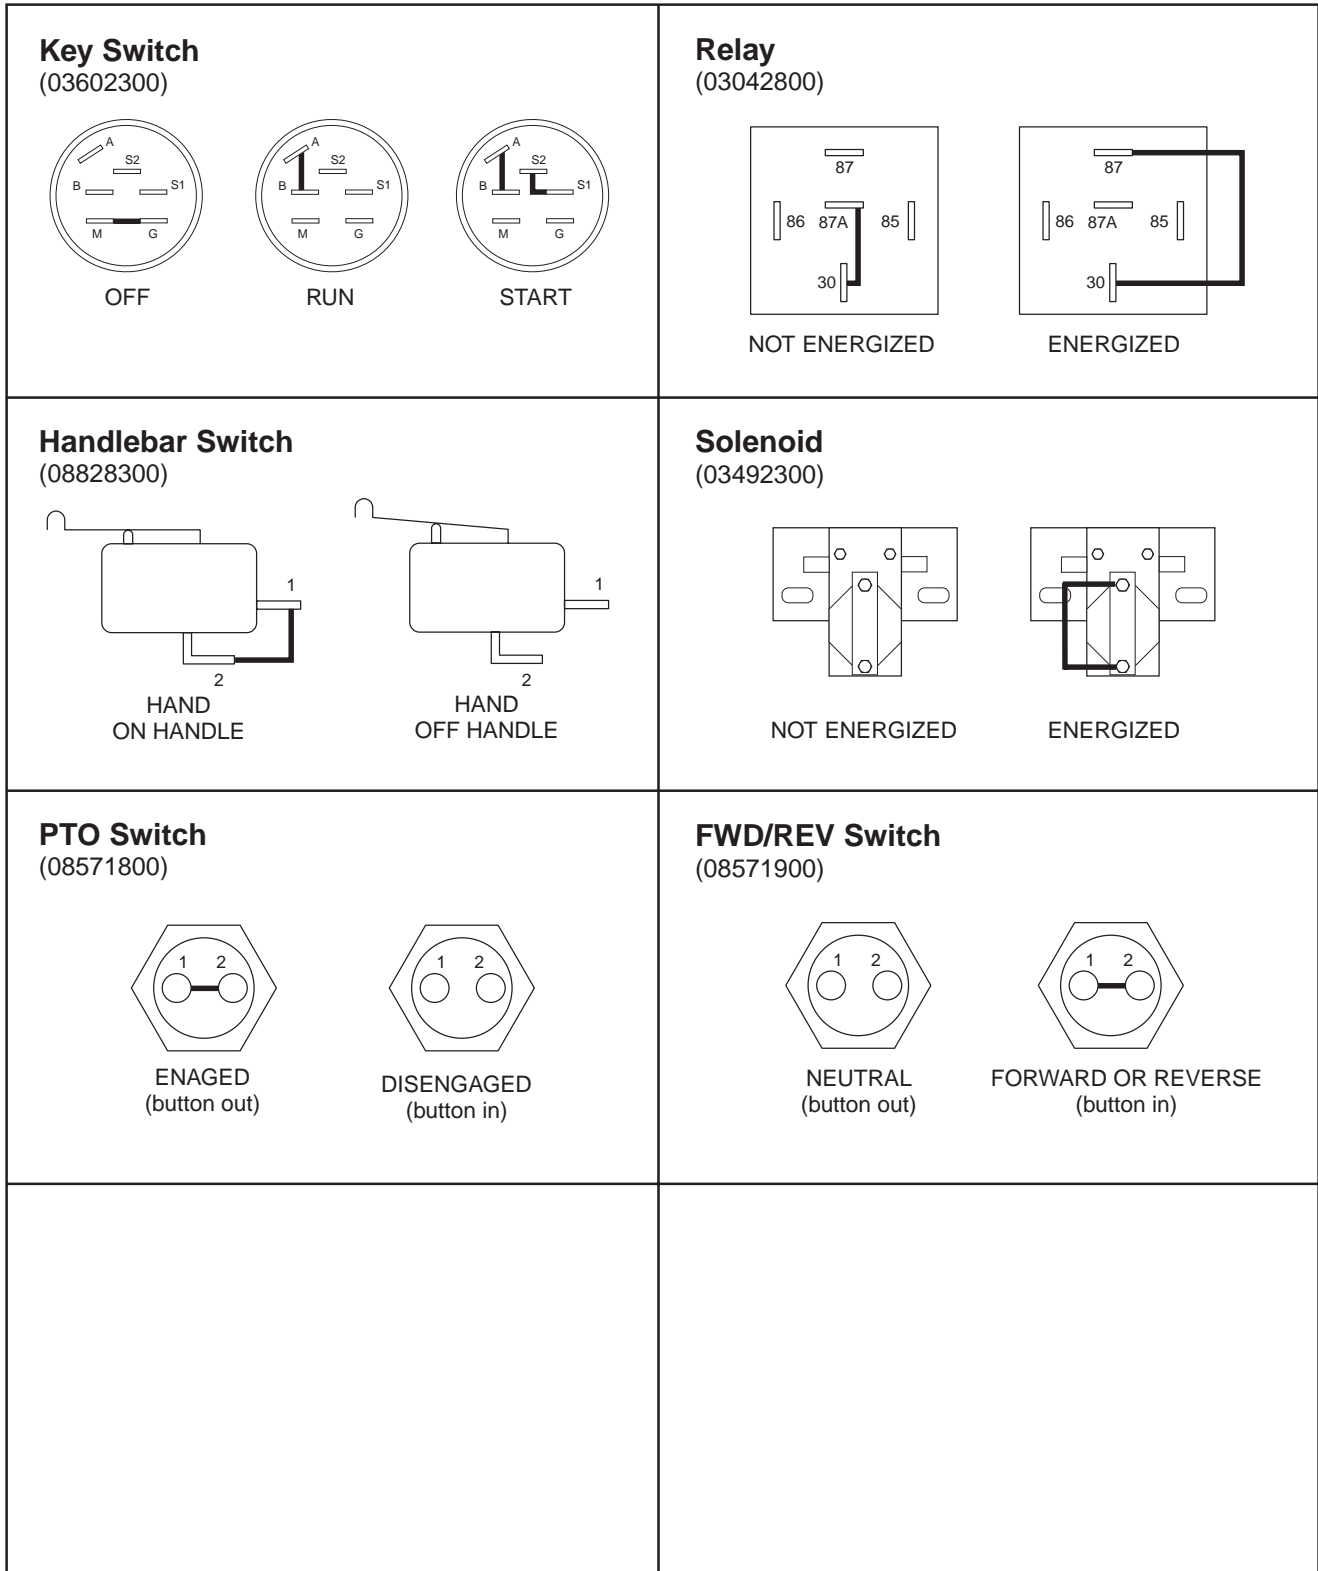 Key Switch
(03602300)
A
S2
B
S1
M
G
OFF
A
S2
B
S1
M
G
RUN
A
S2
B
S1
M
G
START
Relay
(03042800)
87
86
87A
85
30
NOT ENERGIZED
87
86
87A
85
30
ENERGIZED
Handlebar Switch
(08828300)
1
2
HAND
ON HANDLE
1
2
HAND
OFF HANDLE
Solenoid
(03492300)
NOT ENERGIZED
ENERGIZED
PTO Switch
(08571800)
1 2
ENAGED
(button out)
1 2
DISENGAGED
(button in)
FWD/REV Switch
(08571900)
1 2
NEUTRAL
(button out)
1 2
FORWARD OR REVERSE
(button in)